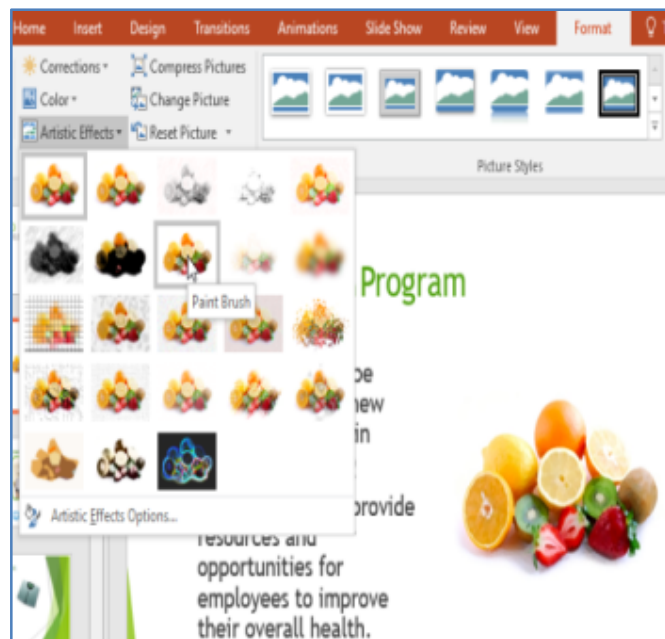 Home Insert Design Transitions Animations Slide Show Review View Format
Corrections Compress Pictures
Color Change Picture
Artistic Effects Reset Picture
Picture Styles
Paint Brush
Program
new
in
provide
resources and
opportunities for
employees to improve
their overall health.
Artistic Effects Options...